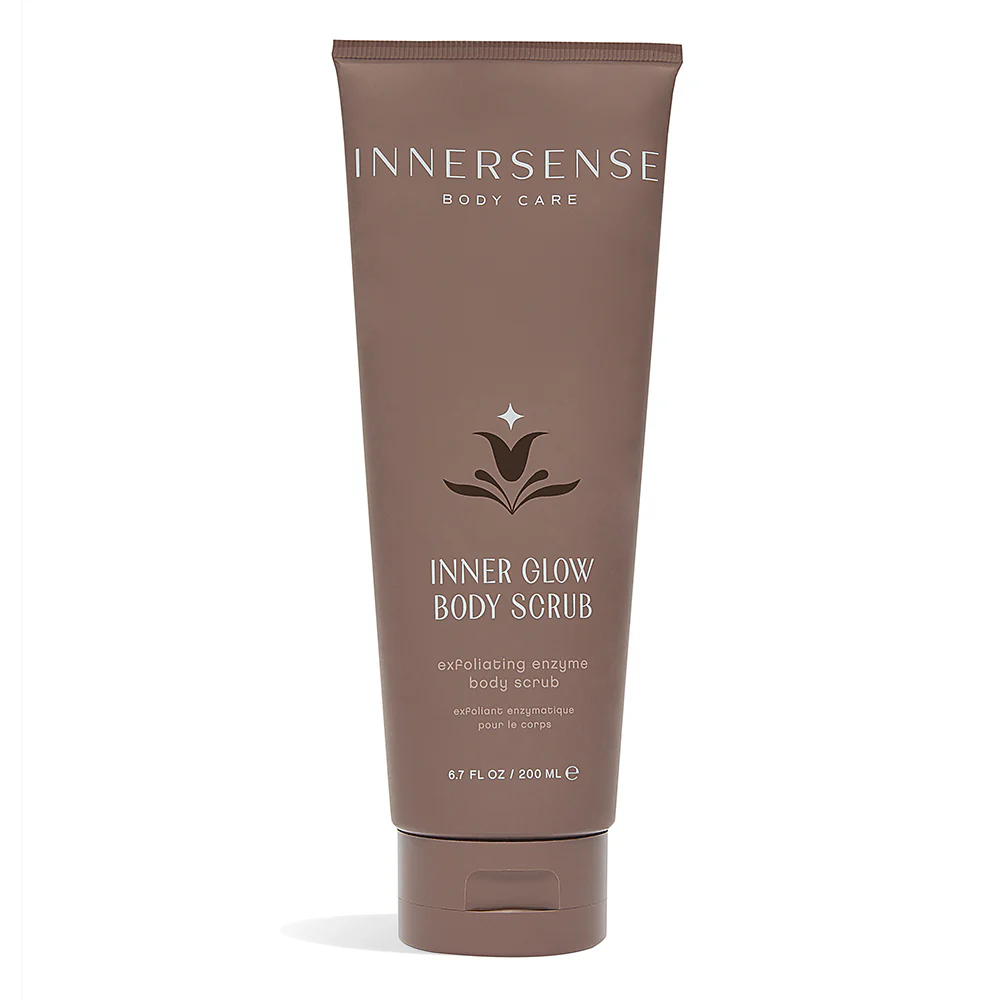 INNERSENSE
BODY CARE
INNER GLOW
BODY SCRUB
exfoliating enzyme
body scrub
exfoliant enzymatique
pour le corps
6.7 FL OZ / 200 ML ℮